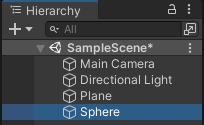 Hierarchy
All
SampleScene*
Main Camera
Directional Light
Plane
Sphere